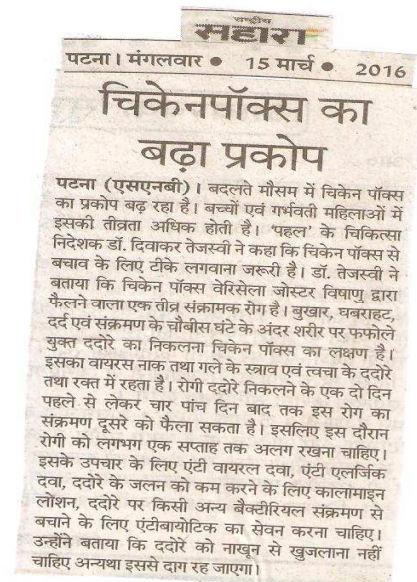 राष्ट्रीय
सहारा
पटना। मंगलवार ● 15 मार्च ● 2016
चिकेनपॉक्स का
बढ़ा प्रकोप
पटना (एसएनबी)। बदलते मौसम में चिकेन पॉक्स
का प्रकोप बढ़ रहा है। बच्चों एवं गर्भवती महिलाओं में
इसकी तीव्रता अधिक होती है। 'पहल' के चिकित्सा
निदेशक डॉ. दिवाकर तेजस्वी ने कहा कि चिकेन पॉक्स से
बचाव के लिए टीके लगवाना जरूरी है। डॉ. तेजस्वी ने
बताया कि चिकेन पॉक्स वेरिसेला जोस्टर विषाणु द्वारा
फैलने वाला एक तीव्र संक्रामक रोग है। बुखार, घबराहट,
दर्द एवं संक्रमण के चौबीस घंटे के अंदर शरीर पर फफोले
युक्त ददोरे का निकलना चिकेन पॉक्स का लक्षण है।
इसका वायरस नाक तथा गले के स्त्राव एवं त्वचा के ददोरे
तथा रक्त में रहता है। रोगी ददोरे निकलने के एक दो दिन
पहले से लेकर चार पांच दिन बाद तक इस रोग का
संक्रमण दूसरे को फैला सकता है। इसलिए इस दौरान
रोगी को लगभग एक सप्ताह तक अलग रखना चाहिए।
इसके उपचार के लिए एंटी वायरल दवा, एंटी एलर्जिक
दवा, ददोरे के जलन को कम करने के लिए कालामाइन
लोशन, ददोरे पर किसी अन्य बैक्टीरियल संक्रमण से
बचाने के लिए एंटीबायोटिक का सेवन करना चाहिए।
उन्होंने बताया कि ददोरे को नाखून से खुजलाना नहीं
चाहिए अन्यथा इससे दाग रह जाएगा।